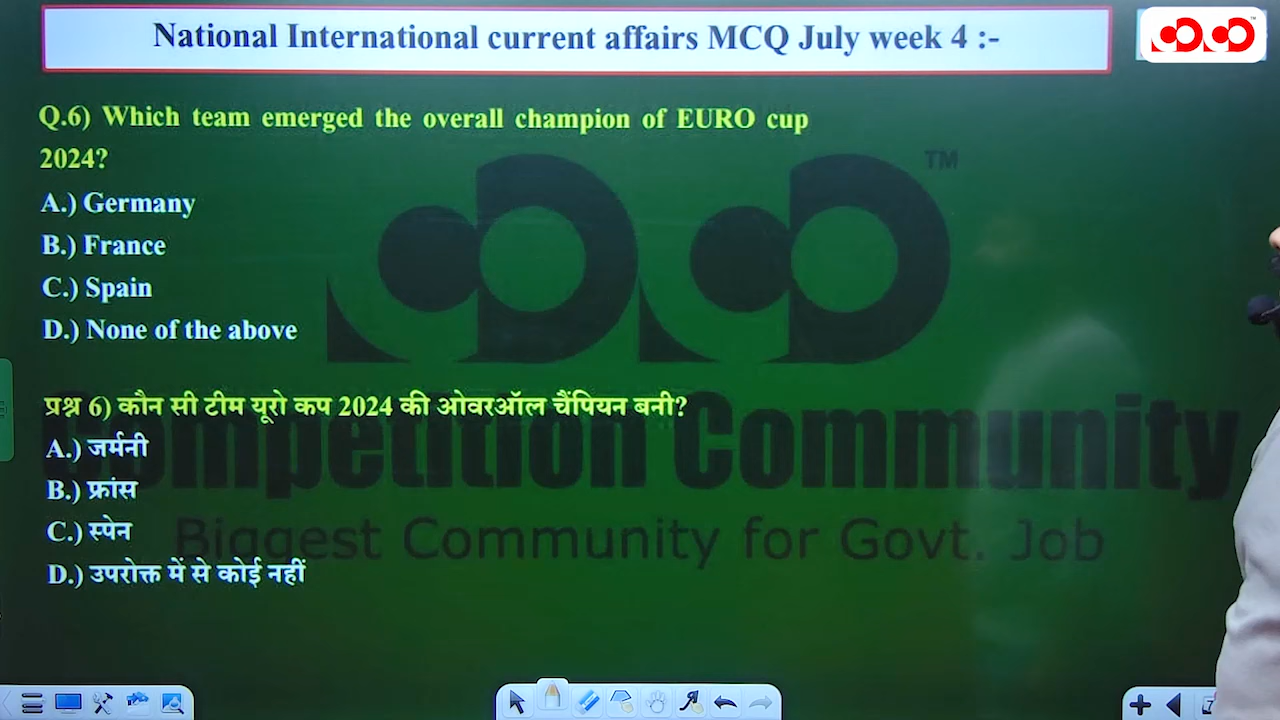 National International current affairs MCQ July week 4 :-
Q.6) Which team emerged the overall champion of EURO cup
2024?
TM
A.) Germany
B.) France
C.) Spain
D.) None of the above
प्रश्न 6) कौन सी टीम यूरो कप 2024 की ओवरऑल चैंपियन बनी?
A.) जर्मनी
Competition Community
B.) फ्रांस
C.) स्पेन
Biggest Community for Govt. Job
D.) उपरोक्त में से कोई नहीं